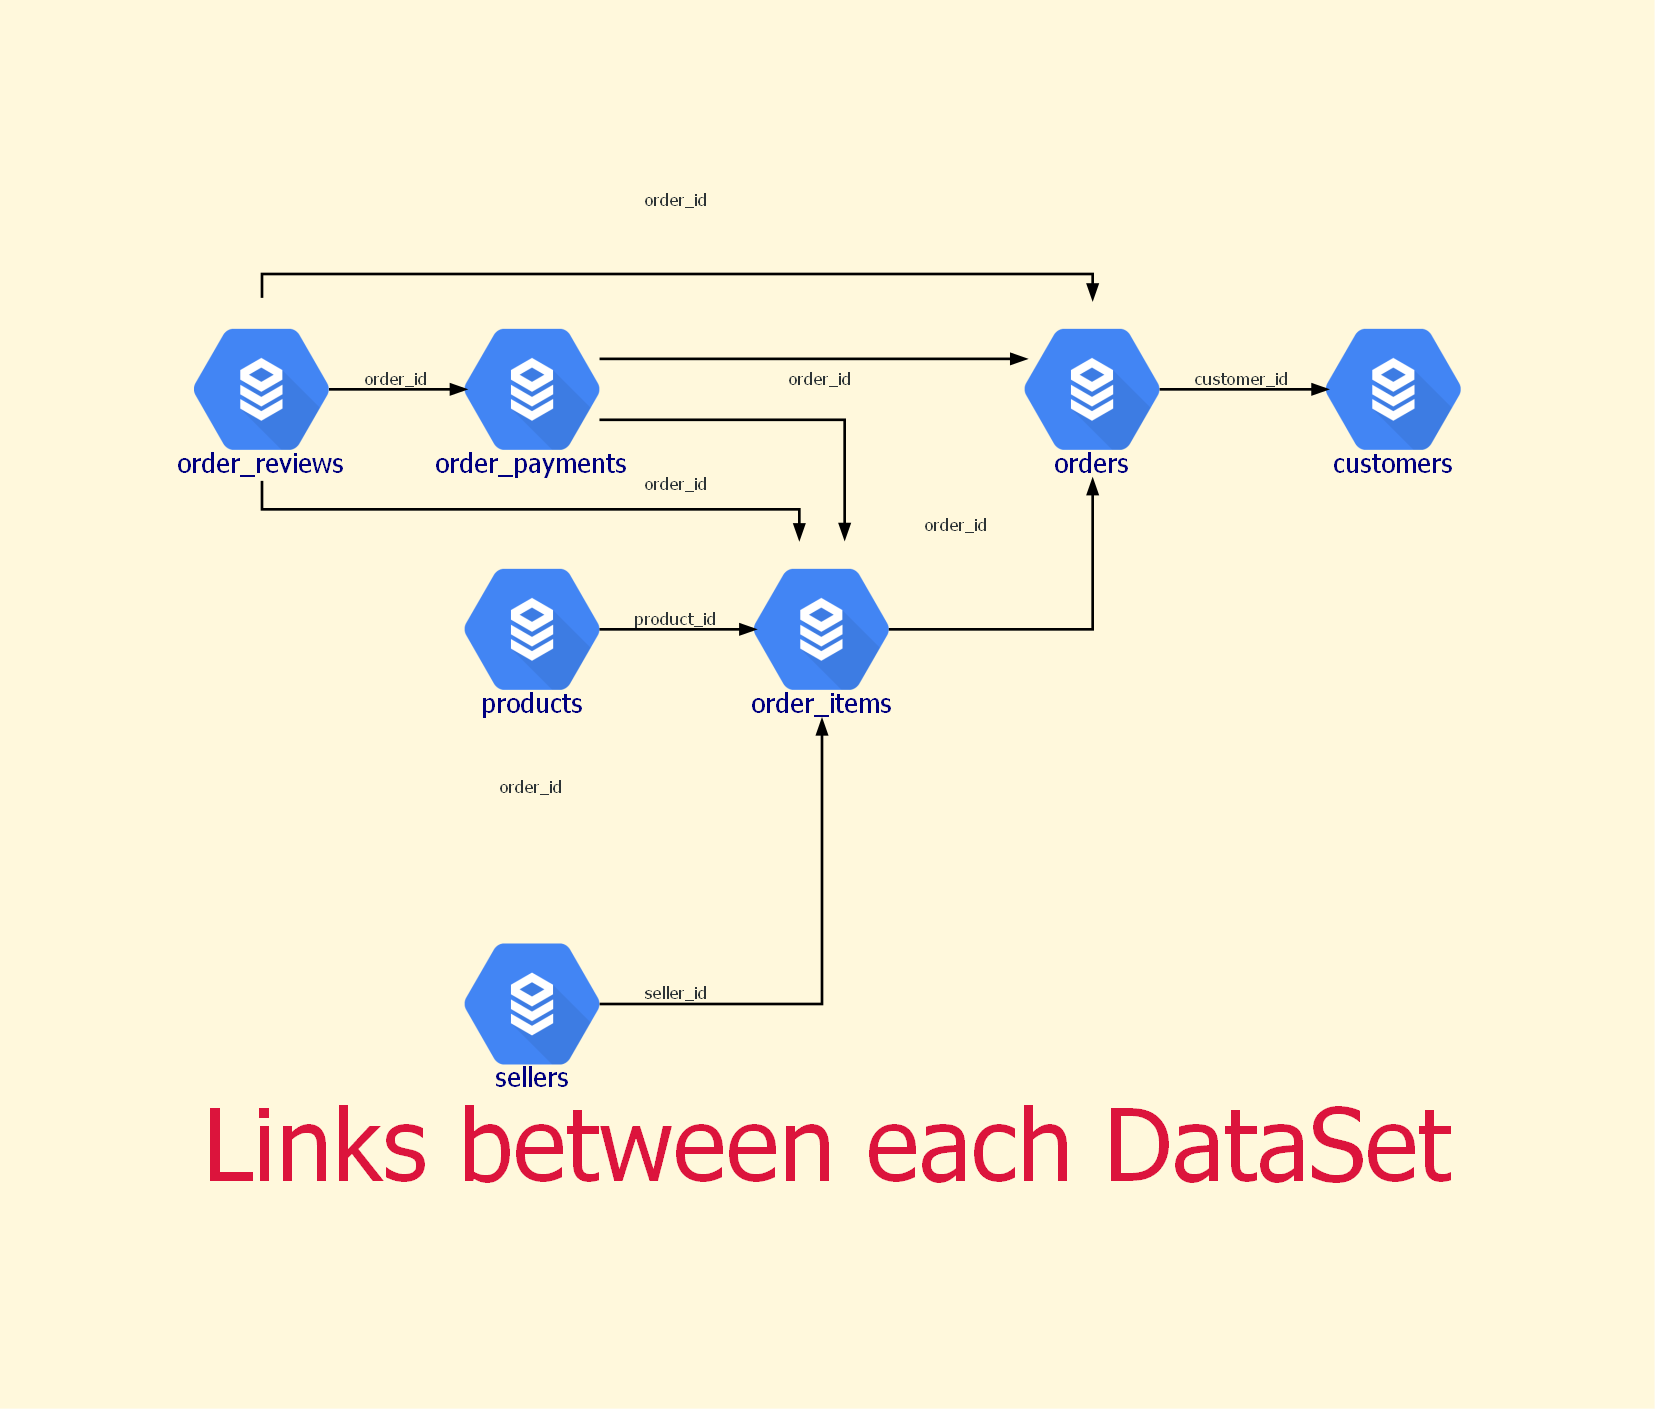 order_id
order_id
order_id
customer_id
order_reviews
order_payments
orders
customers
order_id
order_id
product_id
products
order_items
order_id
seller_id
sellers
Links between each DataSet